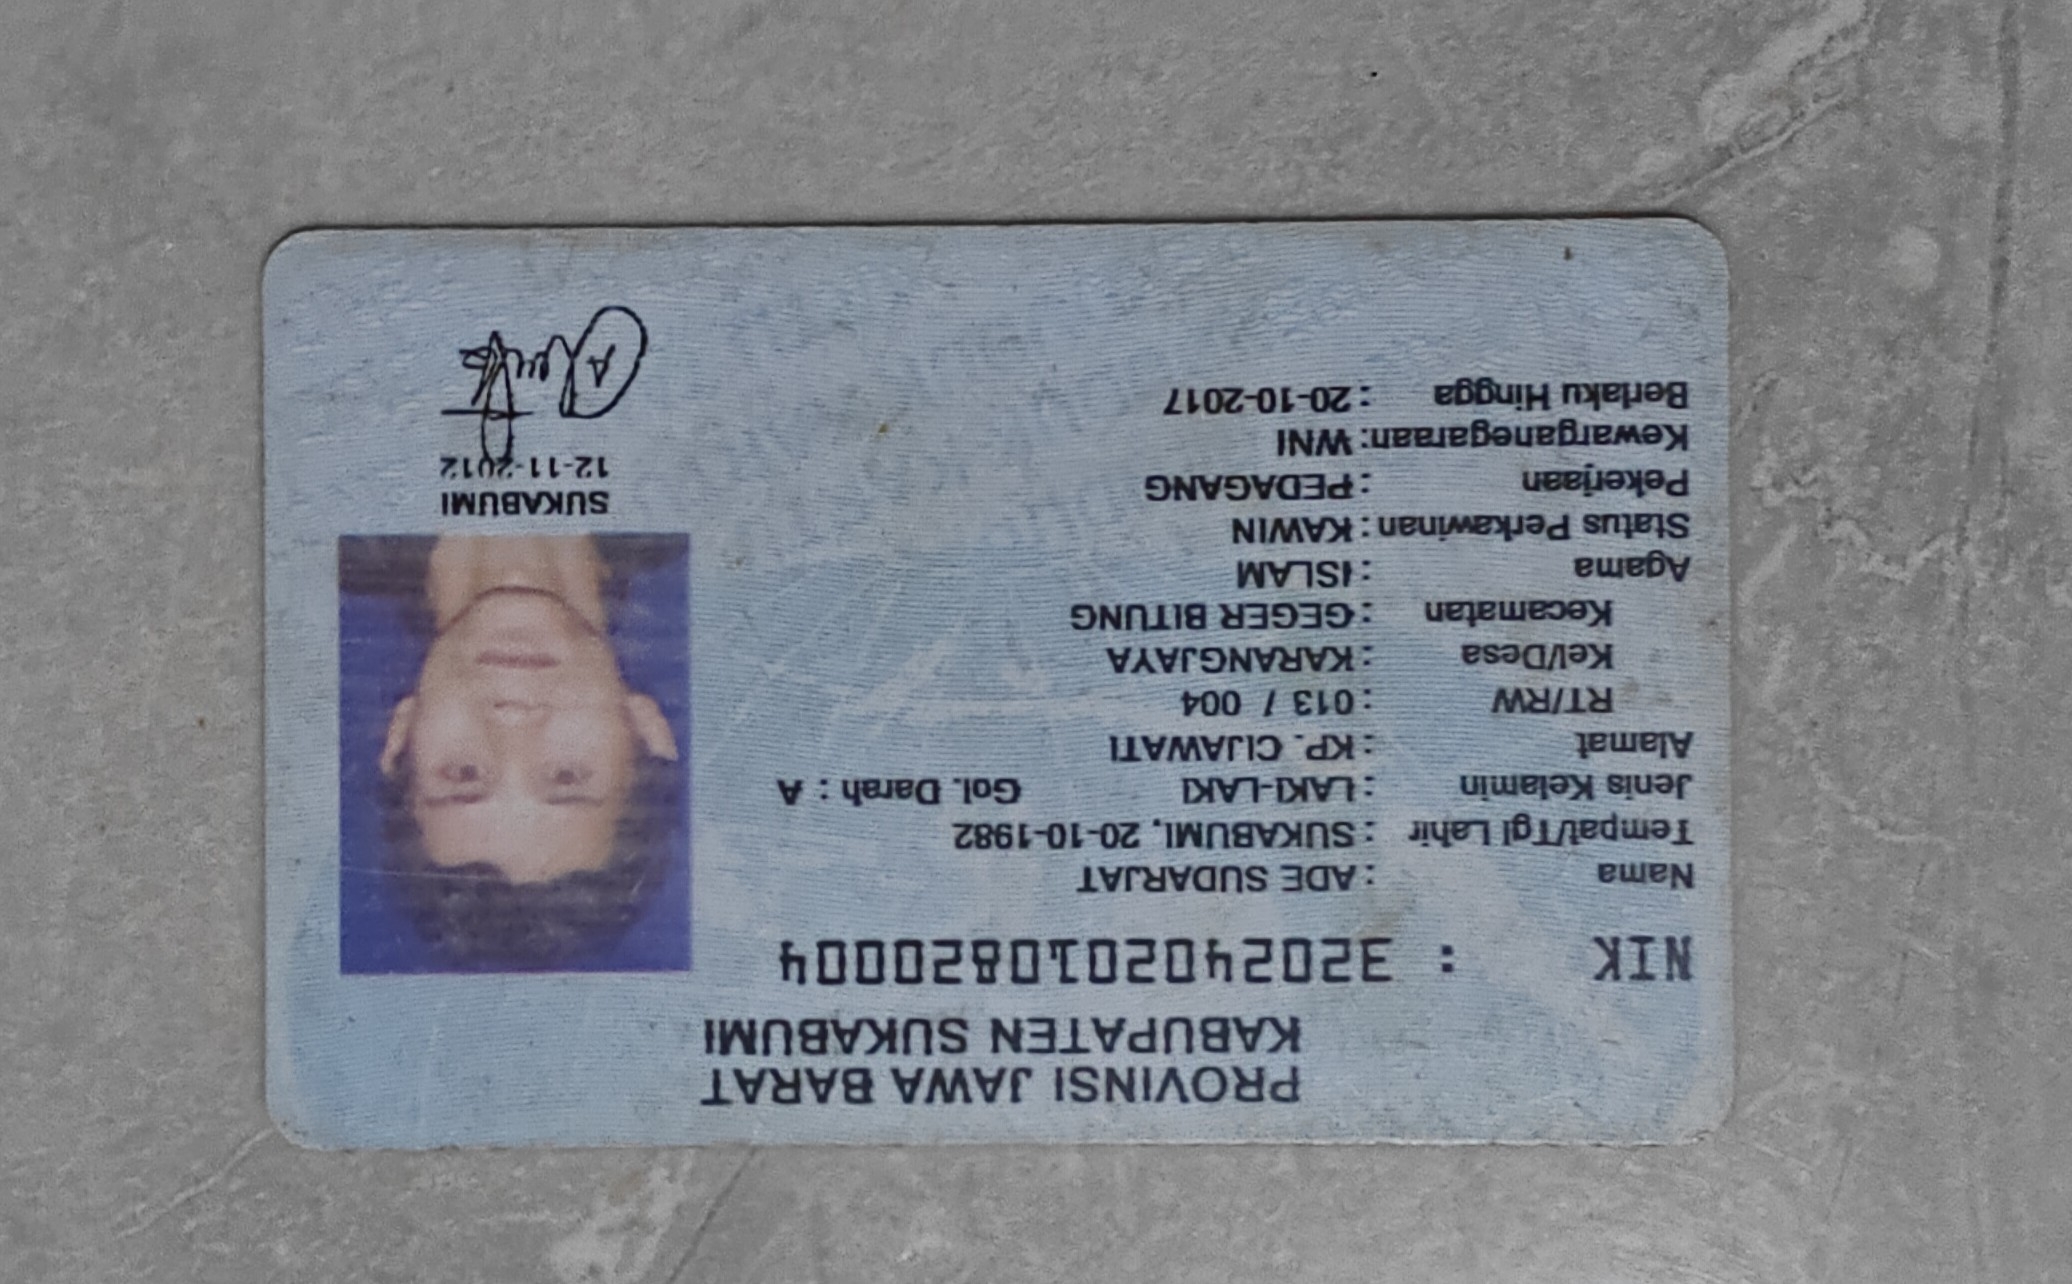 PROVINSI JAWA BARAT
KABUPATEN SUKABUMI
NIK : 3202402010820004
Nama : ADE SUDARJAT
Tempat/Tgl Lahir : SUKABUMI, 20-10-1982
Jenis Kelamin : LAKI-LAKI Gol. Darah : A
Alamat : KP. CIJAWATI
RT/RW : 013 / 004
Kel/Desa : KARANGJAYA
Kecamatan : GEGER BITUNG
Agama : ISLAM
Status Perkawinan : KAWIN
Pekerjaan : PEDAGANG
Kewarganegaraan: WNI
Berlaku Hingga : 20-10-2017
SUKABUMI
12-11-2012